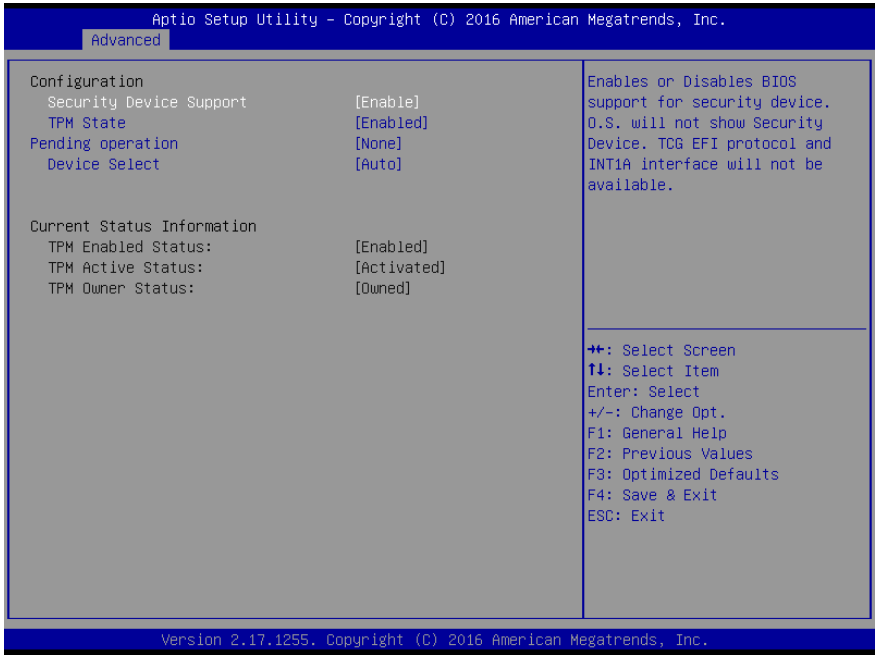 Aptio Setup Utility – Copyright (C) 2016 American Megatrends, Inc.
Advanced
Configuration
Security Device Support [Enable]
TPM State [Enabled]
Pending operation [None]
Device Select [Auto]
Current Status Information
TPM Enabled Status: [Enabled]
TPM Active Status: [Activated]
TPM Owner Status: [Owned]
Enables or Disables BIOS
support for security device.
O.S. will not show Security
Device. TCG EFI protocol and
INT1A interface will not be
available.
→←: Select Screen
↑↓: Select Item
Enter: Select
+/-: Change Opt.
F1: General Help
F2: Previous Values
F3: Optimized Defaults
F4: Save & Exit
ESC: Exit
Version 2.17.1255. Copyright (C) 2016 American Megatrends, Inc.